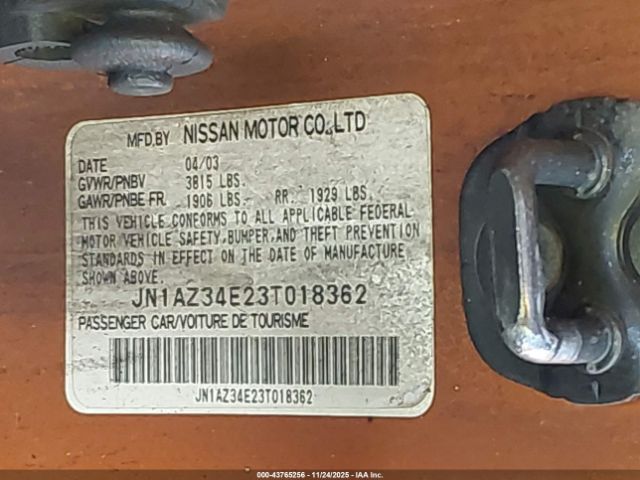 MFD.BY NISSAN MOTOR CO.,LTD
DATE 04/03
GVWR/PNBV 3815 LBS.
GAWR/PNBE FR. 1906 LBS. RR. 1929 LBS.
THIS VEHICLE CONFORMS TO ALL APPLICABLE FEDERAL
MOTOR VEHICLE SAFETY, BUMPER, AND THEFT PREVENTION
STANDARDS IN EFFECT ON THE DATE OF MANUFACTURE
SHOWN ABOVE.
JN1AZ34E23T018362
PASSENGER CAR/VOITURE DE TOURISME
JN1AZ34E23T018362
000-43765256 - 11/24/2025 - IAA Inc.